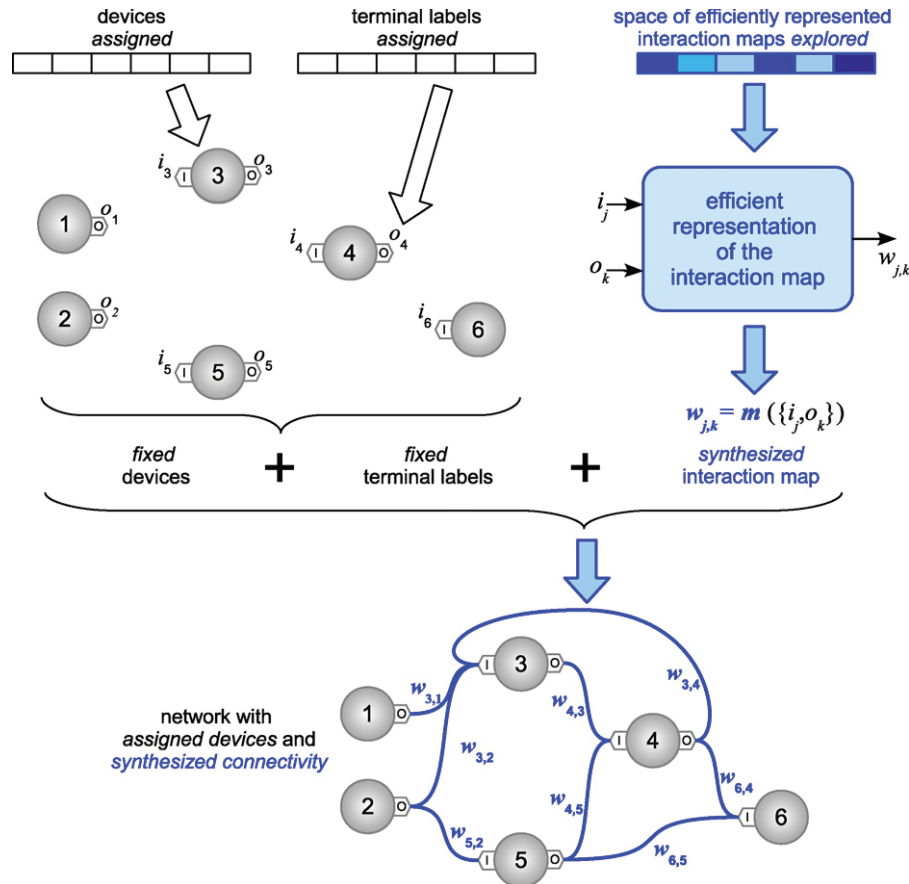 devices
assigned
terminal labels
assigned
space of efficiently represented
interaction maps explored
i3 I 3 O o3
1 O o1
i4 I 4 O o4
2 O o2
i6 I 6
i5 I 5 O o5
ij
ok
efficient
representation
of the
interaction map
wj,k
wj,k = m ({ij,ok})
fixed
devices
+
fixed
terminal labels
+
synthesized
interaction map
network with
assigned devices and
synthesized connectivity
I 3 O
1 O
w3,1
w4,3
w3,4
I 4 O
w3,2
2 O
w5,2
w4,5
w6,4
I 6
I 5 O
w6,5